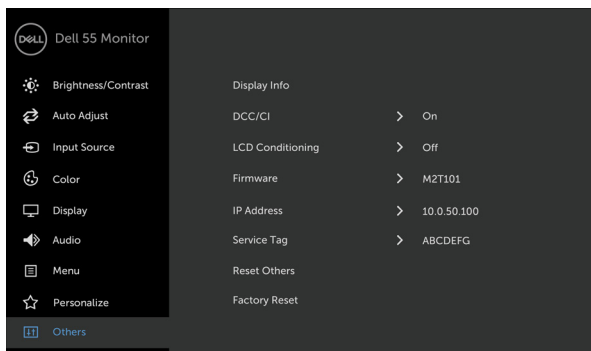 DELL Dell 55 Monitor
Brightness/Contrast
Auto Adjust
Input Source
Color
Display
Audio
Menu
Personalize
Others
Display Info
DCC/CI > On
LCD Conditioning > Off
Firmware > M2T101
IP Address > 10.0.50.100
Service Tag > ABCDEFG
Reset Others
Factory Reset